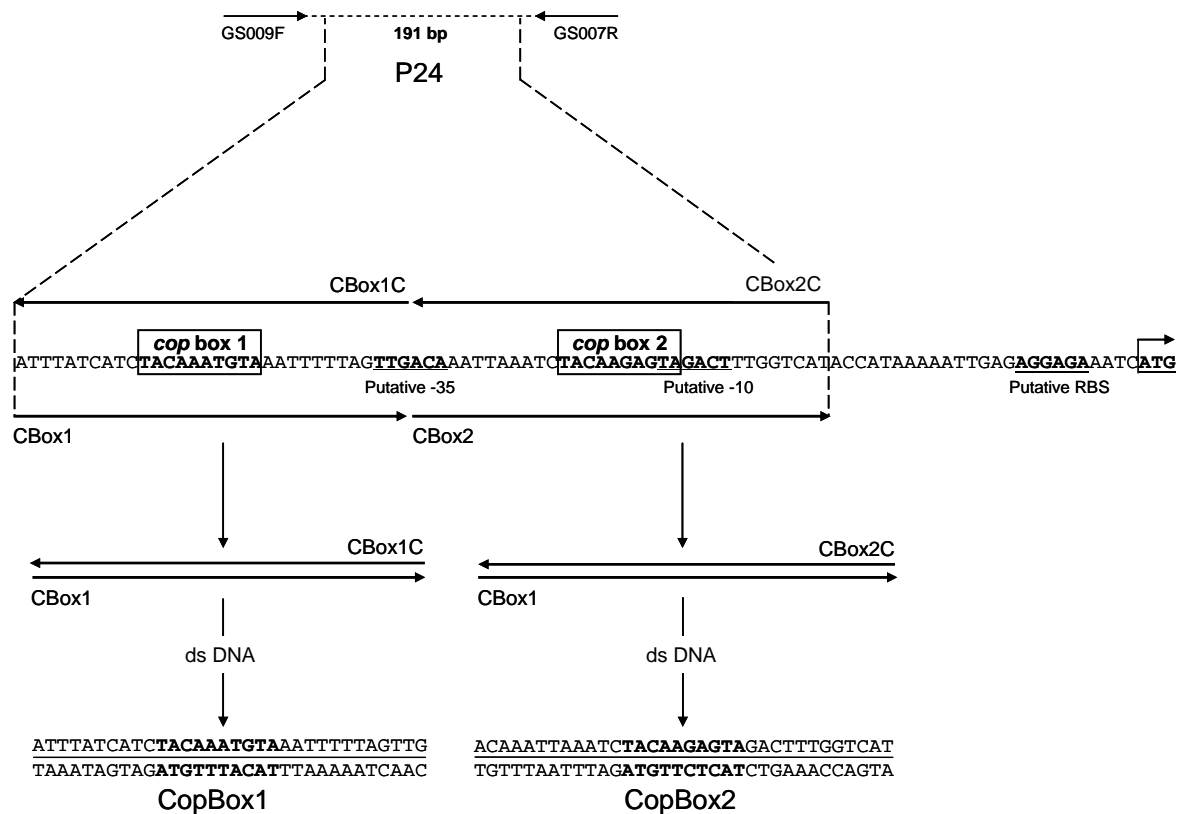 GS009F
191 bp
GS007R
P24
CBox1C
CBox2C
cop box 1
cop box 2
ATTTATCATCTACAAATGTAAATTTTTAGTTGACAAATTAAATCTACAAGAGTAGACTTTGGTCATACCATAAAAATTGAGAGGAGAAATCATG
Putative -35
Putative -10
Putative RBS
CBox1
CBox2
CBox1C
CBox2C
CBox1
CBox1
ds DNA
ds DNA
ATTTATCATCTACAAATGTAAATTTTTAGTTG
ACAAATTAAATCTACAAGAGTAGACTTTGGTCAT
TAAATAGTAGATGTTTACATTTAAAAATCAAC
TGTTTAATTTAGATGTTCTCATCTGAAACCAGTA
CopBox1
CopBox2